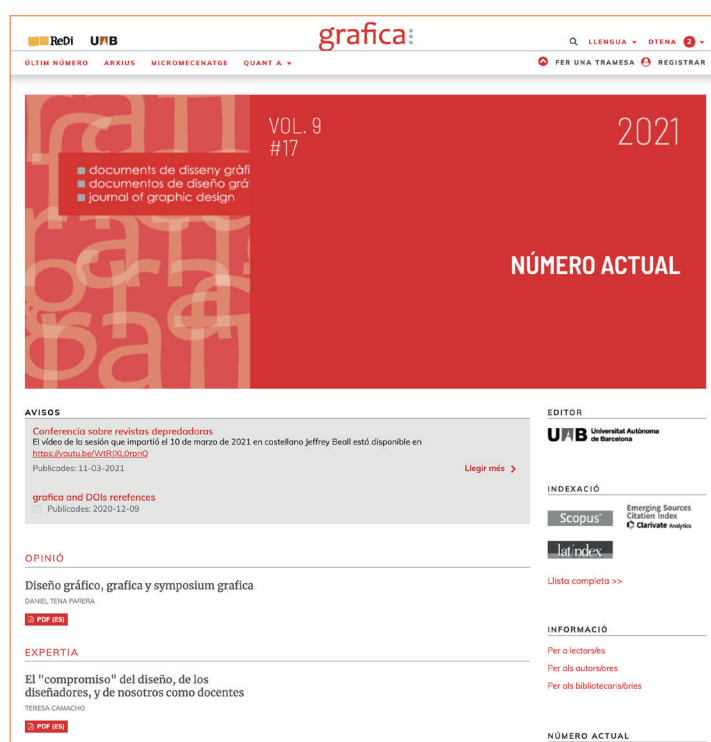 ReDi UAB
grafica:
LLENGUA DTENA 2
ÚLTIM NÚMERO ARXIUS MICROMECENATGE QUANT A
FER UNA TRAMESA REGISTRAR
VOL. 9
#17
2021
documents de disseny gràfi
documentos de diseño grá
journal of graphic design
NÚMERO ACTUAL
AVISOS
Conferencia sobre revistas depredadoras
El vídeo de la sesión que impartió el 10 de marzo de 2021 en castellano Jeffrey Beall está disponible en
https://youtu.be/WtRJXL0rpnQ
Publicades: 11-03-2021
Llegir més
grafica and DOIs rerefences
Publicades: 2020-12-09
OPINIÓ
Diseño gráfico, grafica y symposium grafica
DANIEL TENA PARERA
PDF (ES)
EXPERTIA
El "compromiso" del diseño, de los
diseñadores, y de nosotros como docentes
TERESA CAMACHO
PDF (ES)
EDITOR
UAB Universitat Autònoma
de Barcelona
INDEXACIÓ
Scopus
Emerging Sources
Citation Index
Clarivate Analytics
latindex
Llista completa >>
INFORMACIÓ
Per a lectors/es
Per als autors/ores
Per als bibliotecaris/àries
NÚMERO ACTUAL